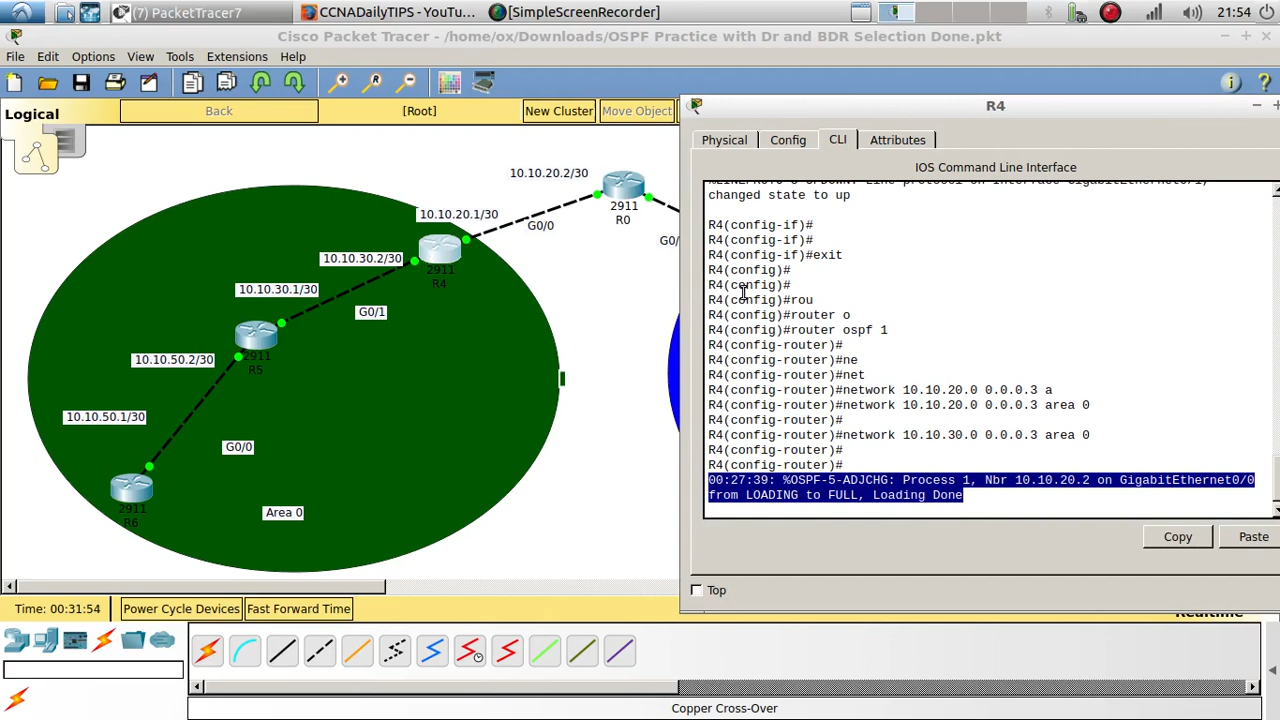 (7) PacketTracer7
CCNADailyTIPS - YouTu...
[SimpleScreenRecorder]
21:54
Cisco Packet Tracer - /home/ox/Downloads/OSPF Practice with Dr and BDR Selection Done.pkt
File Edit Options View Tools Extensions Help
Logical
Back
[Root]
New Cluster
Move Object
10.10.20.2/30
2911
R0
10.10.20.1/30
G0/0
10.10.30.2/30
2911
R4
10.10.30.1/30
G0/1
2911
R5
10.10.50.2/30
10.10.50.1/30
G0/0
2911
R6
Area 0
R4
Physical Config CLI Attributes
IOS Command Line Interface
changed state to up
R4(config-if)#
R4(config-if)#
R4(config-if)#exit
R4(config)#
R4(config)#
R4(config)#rou
R4(config)#router o
R4(config)#router ospf 1
R4(config-router)#
R4(config-router)#ne
R4(config-router)#net
R4(config-router)#network 10.10.20.0 0.0.0.3 a
R4(config-router)#network 10.10.20.0 0.0.0.3 area 0
R4(config-router)#
R4(config-router)#network 10.10.30.0 0.0.0.3 area 0
R4(config-router)#
R4(config-router)#
00:27:39: %OSPF-5-ADJCHG: Process 1, Nbr 10.10.20.2 on GigabitEthernet0/0
from LOADING to FULL, Loading Done
Copy
Paste
Top
Time: 00:31:54
Power Cycle Devices
Fast Forward Time
Realtime
Copper Cross-Over